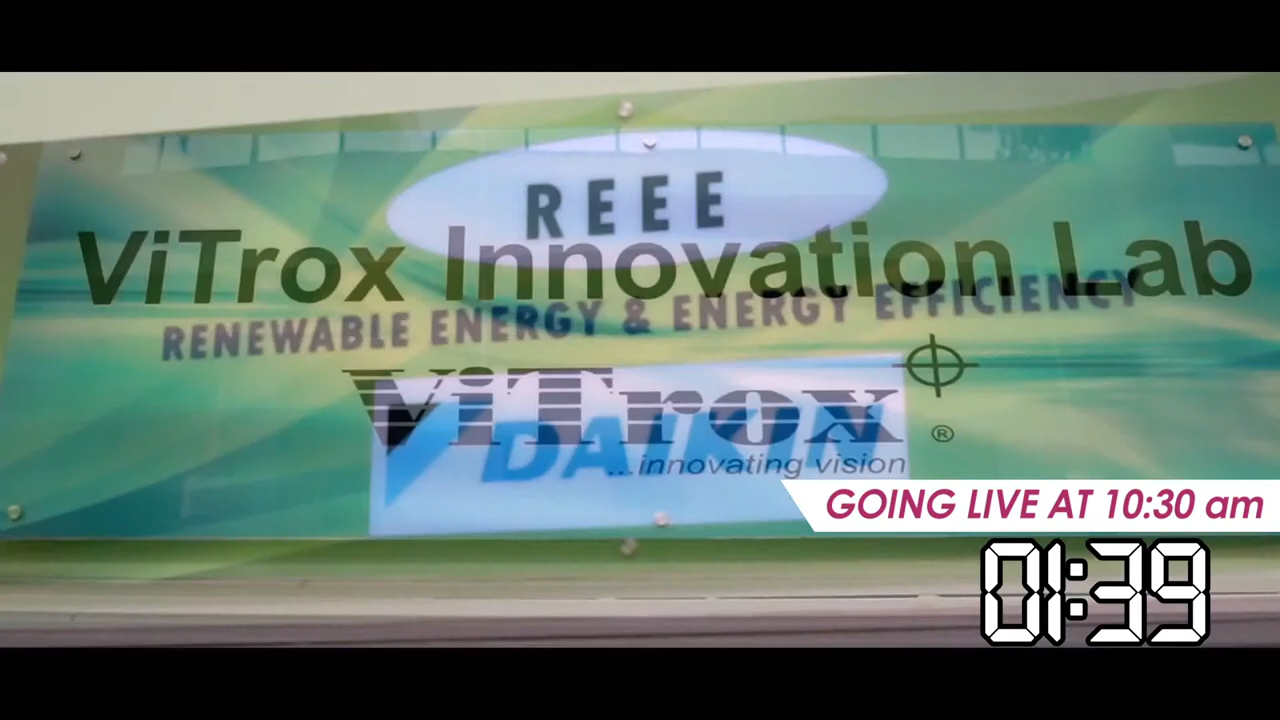 REEE
ViTrox Innovation Lab
RENEWABLE ENERGY & ENERGY EFFICIENCY
ViTrox
®
DAIKIN
...innovating vision
GOING LIVE AT 10:30 am
01:39